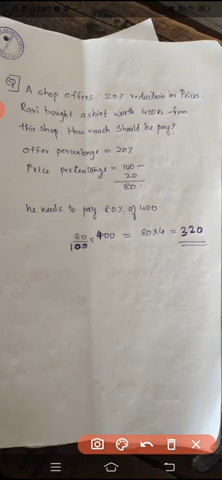 Q A shop offers 20% reduction in Prices.
Ravi bought a shirt worth 400Rs from
this shop. How much should he pay?
offer percentage = 20%
Price percentage = 100 -
20
80
he needs to pay 80% of 400
80/100 × 400 = 80 × 4 = 320